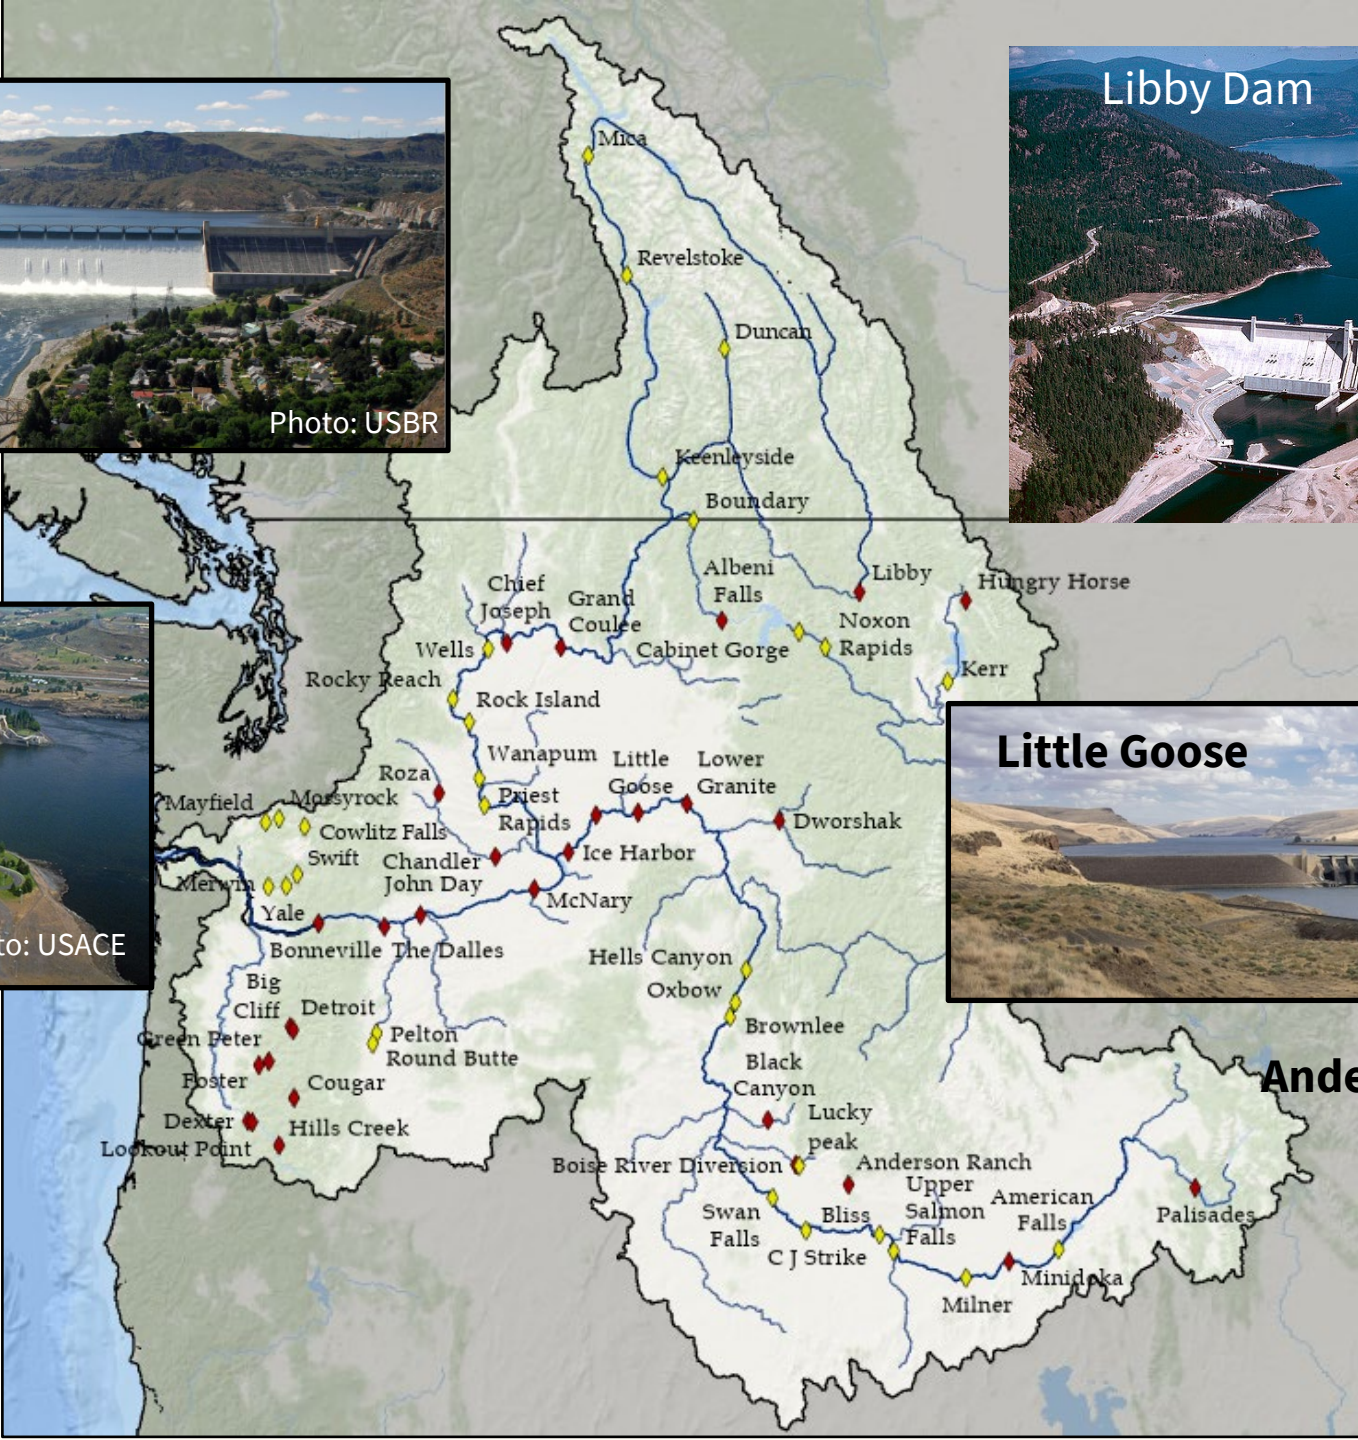 Libby Dam
Mica
Revelstoke
Duncan
Photo: USBR
Keenleyside
Boundary
Albeni
Falls
Libby
Hungry Horse
Chief
Joseph
Grand
Coulee
Noxon
Rapids
Wells
Cabinet Gorge
Rocky Reach
Kerr
Rock Island
Little Goose
Wanapum
Little
Goose
Lower
Granite
Roza
Mayfield
Mossyrock
Priest
Rapids
Dworshak
Cowlitz Falls
Swift
Chandler
Ice Harbor
John Day
Merwin
McNary
Yale
to: USACE
Bonneville
The Dalles
Hells Canyon
Big
Cliff
Detroit
Oxbow
Green Peter
Pelton
Round Butte
Brownlee
Foster
Cougar
Black
Canyon
Ande
Dexter
Hills Creek
Lucky
peak
Lookout Point
Boise River Diversion
Anderson Ranch
Upper
Salmon
Falls
American
Falls
Swan
Falls
Bliss
Palisades
C J Strike
Minidoka
Milner